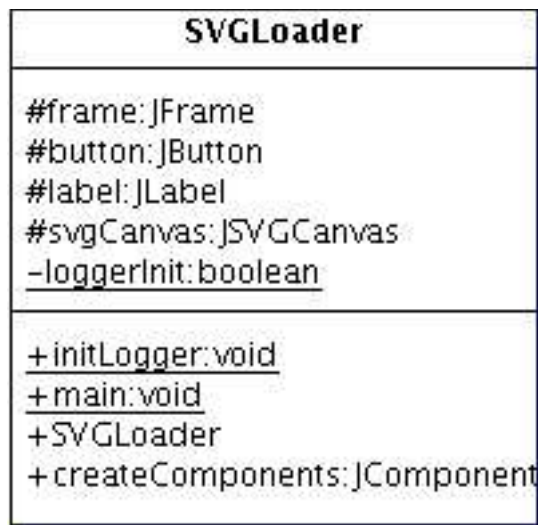 SVGLoader
#frame:JFrame
#button:JButton
#label:JLabel
#svgCanvas:JSVGCanvas
-loggerInit:boolean
+initLogger:void
+main:void
+SVGLoader
+createComponents:JComponent